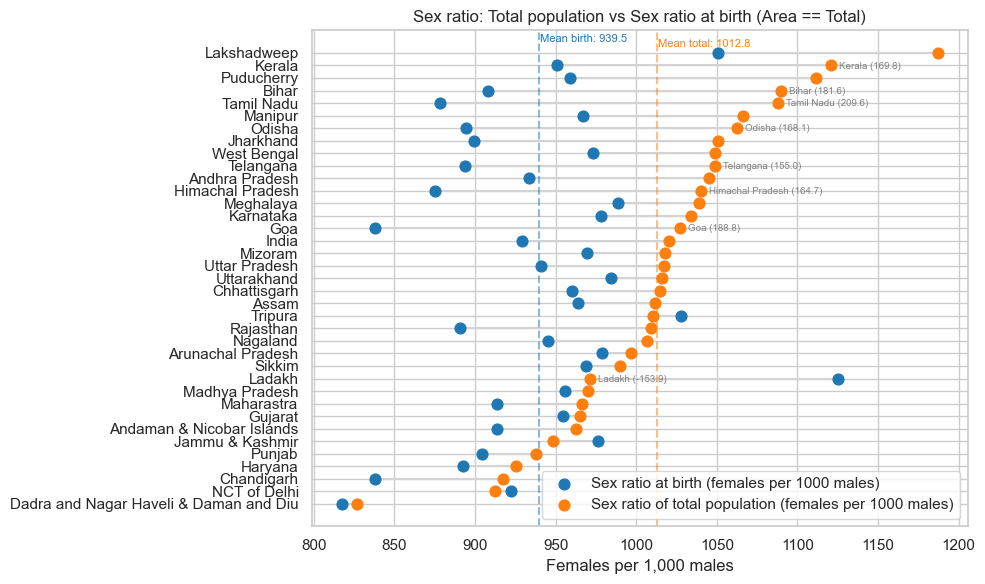 Sex ratio: Total population vs Sex ratio at birth (Area == Total)
Mean birth: 939.5
Mean total: 1012.8
Lakshadweep
Kerala
Kerala (169.8)
Puducherry
Bihar
Bihar (181.6)
Tamil Nadu
Tamil Nadu (209.6)
Manipur
Odisha
Odisha (168.1)
Jharkhand
West Bengal
Telangana
Telangana (155.0)
Andhra Pradesh
Himachal Pradesh
Himachal Pradesh (164.7)
Meghalaya
Karnataka
Goa
Goa (188.8)
India
Mizoram
Uttar Pradesh
Uttarakhand
Chhattisgarh
Assam
Tripura
Rajasthan
Nagaland
Arunachal Pradesh
Sikkim
Ladakh
Ladakh (-153.9)
Madhya Pradesh
Maharastra
Gujarat
Andaman & Nicobar Islands
Jammu & Kashmir
Punjab
Haryana
Chandigarh
NCT of Delhi
Dadra and Nagar Haveli & Daman and Diu
Sex ratio at birth (females per 1000 males)
Sex ratio of total population (females per 1000 males)
800 850 900 950 1000 1050 1100 1150 1200
Females per 1,000 males